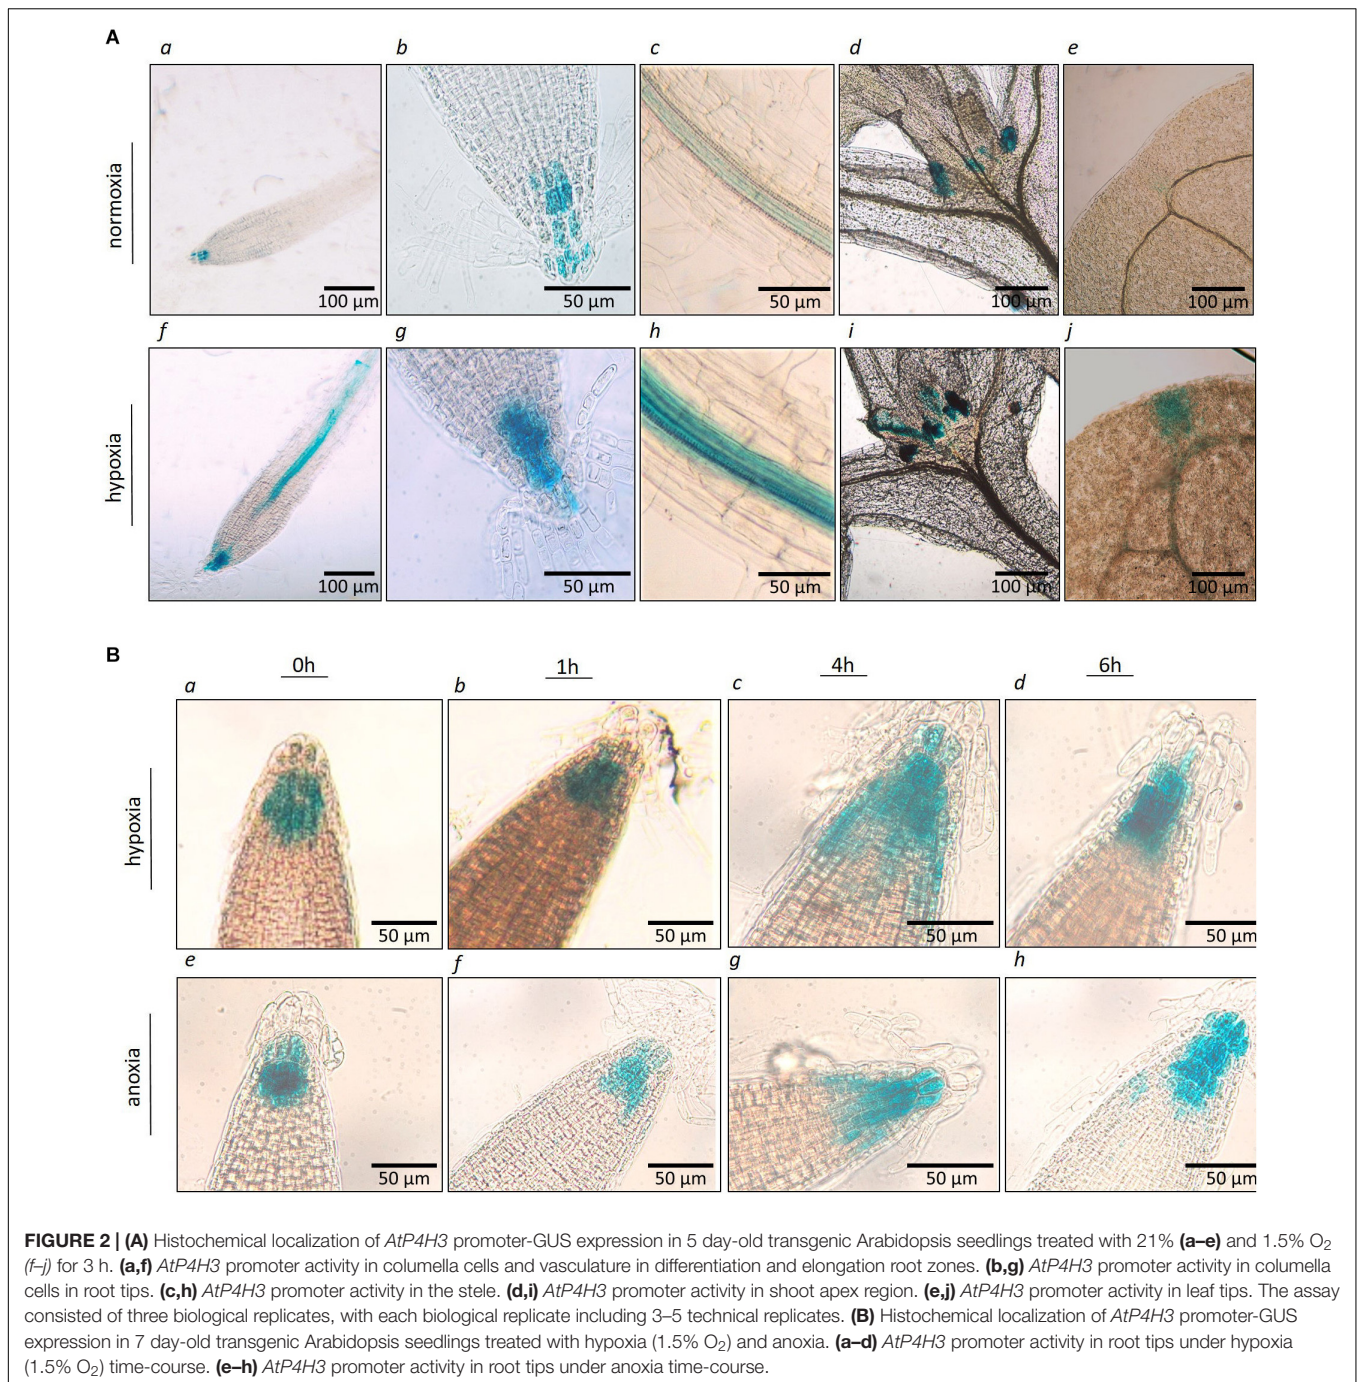 A
a b c d e
normoxia
100 µm 50 µm 50 µm 100 µm 100 µm
f g h i j
hypoxia
100 µm 50 µm 50 µm 100 µm 100 µm
B
0h 1h 4h 6h
a b c d
hypoxia
50 µm 50 µm 50 µm 50 µm
e f g h
anoxia
50 µm 50 µm 50 µm 50 µm
FIGURE 2 | (A) Histochemical localization of AtP4H3 promoter-GUS expression in 5 day-old transgenic Arabidopsis seedlings treated with 21% (a–e) and 1.5% O₂
(f–j) for 3 h. (a,f) AtP4H3 promoter activity in columella cells and vasculature in differentiation and elongation root zones. (b,g) AtP4H3 promoter activity in columella
cells in root tips. (c,h) AtP4H3 promoter activity in the stele. (d,i) AtP4H3 promoter activity in shoot apex region. (e,j) AtP4H3 promoter activity in leaf tips. The assay
consisted of three biological replicates, with each biological replicate including 3–5 technical replicates. (B) Histochemical localization of AtP4H3 promoter-GUS
expression in 7 day-old transgenic Arabidopsis seedlings treated with hypoxia (1.5% O₂) and anoxia. (a–d) AtP4H3 promoter activity in root tips under hypoxia
(1.5% O₂) time-course. (e–h) AtP4H3 promoter activity in root tips under anoxia time-course.